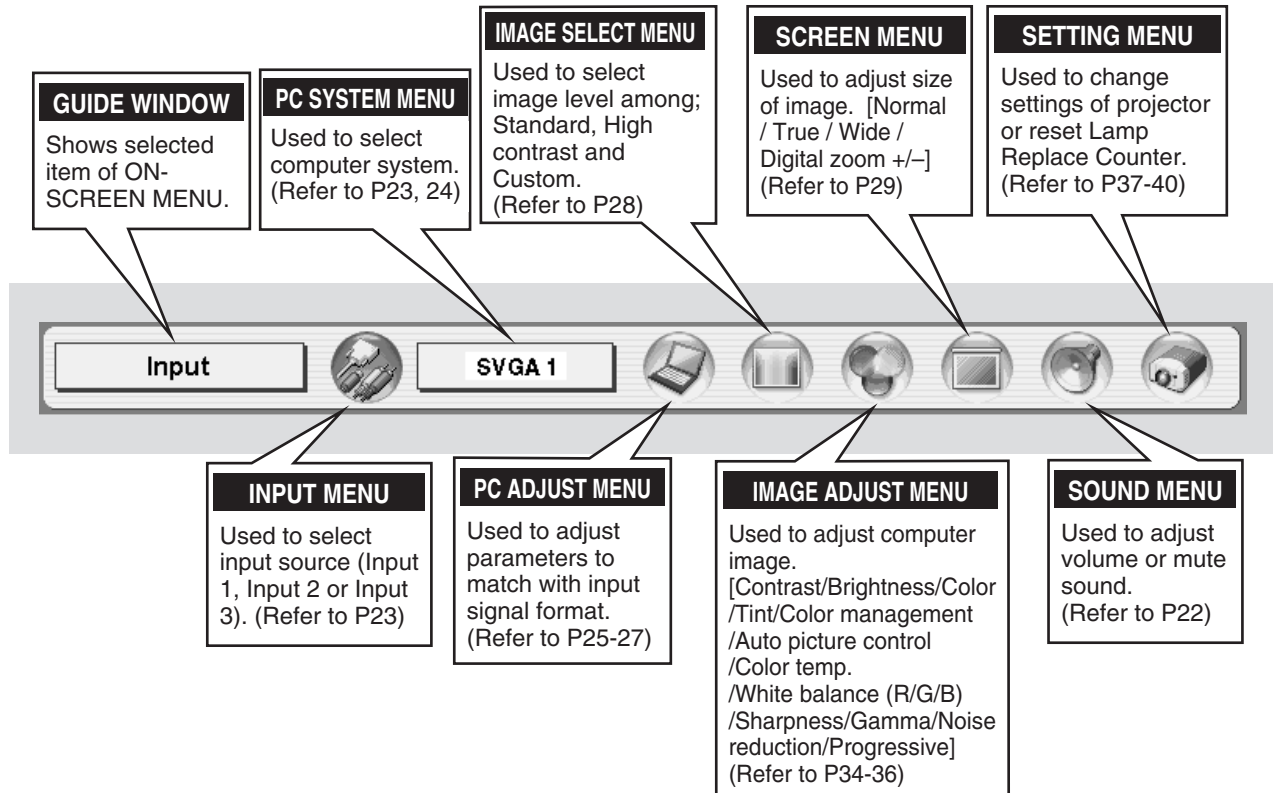 GUIDE WINDOW
Shows selected
item of ON-
SCREEN MENU.
PC SYSTEM MENU
Used to select
computer system.
(Refer to P23, 24)
IMAGE SELECT MENU
Used to select
image level among;
Standard, High
contrast and
Custom.
(Refer to P28)
SCREEN MENU
Used to adjust size
of image. [Normal
/ True / Wide /
Digital zoom +/–]
(Refer to P29)
SETTING MENU
Used to change
settings of projector
or reset Lamp
Replace Counter.
(Refer to P37-40)
Input
SVGA 1
INPUT MENU
Used to select
input source (Input
1, Input 2 or Input
3). (Refer to P23)
PC ADJUST MENU
Used to adjust
parameters to
match with input
signal format.
(Refer to P25-27)
IMAGE ADJUST MENU
Used to adjust computer
image.
[Contrast/Brightness/Color
/Tint/Color management
/Auto picture control
/Color temp.
/White balance (R/G/B)
/Sharpness/Gamma/Noise
reduction/Progressive]
(Refer to P34-36)
SOUND MENU
Used to adjust
volume or mute
sound.
(Refer to P22)